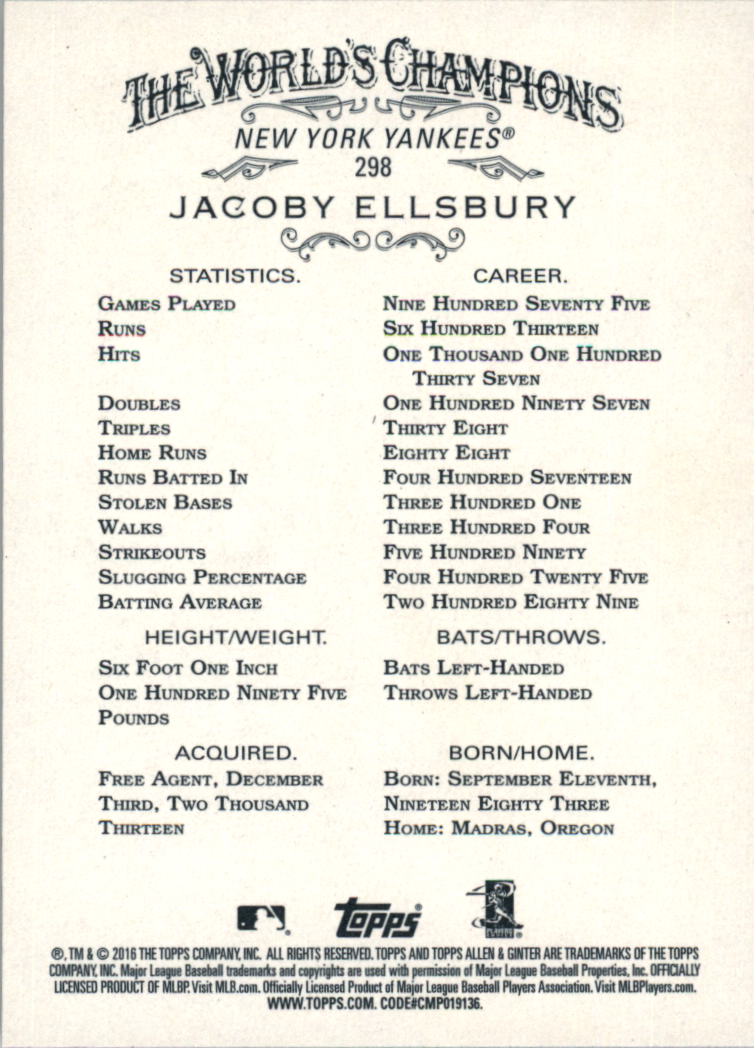 THE WORLD'S CHAMPIONS
NEW YORK YANKEES®
298
JACOBY ELLSBURY
STATISTICS. CAREER.
GAMES PLAYED NINE HUNDRED SEVENTY FIVE
RUNS SIX HUNDRED THIRTEEN
HITS ONE THOUSAND ONE HUNDRED
THIRTY SEVEN
DOUBLES ONE HUNDRED NINETY SEVEN
TRIPLES THIRTY EIGHT
HOME RUNS EIGHTY EIGHT
RUNS BATTED IN FOUR HUNDRED SEVENTEEN
STOLEN BASES THREE HUNDRED ONE
WALKS THREE HUNDRED FOUR
STRIKEOUTS FIVE HUNDRED NINETY
SLUGGING PERCENTAGE FOUR HUNDRED TWENTY FIVE
BATTING AVERAGE TWO HUNDRED EIGHTY NINE
HEIGHT/WEIGHT. BATS/THROWS.
SIX FOOT ONE INCH BATS LEFT-HANDED
ONE HUNDRED NINETY FIVE THROWS LEFT-HANDED
POUNDS
ACQUIRED. BORN/HOME.
FREE AGENT, DECEMBER BORN: SEPTEMBER ELEVENTH,
THIRD, TWO THOUSAND NINETEEN EIGHTY THREE
THIRTEEN HOME: MADRAS, OREGON
Topps®
®, TM & © 2016 THE TOPPS COMPANY, INC. ALL RIGHTS RESERVED. TOPPS AND TOPPS ALLEN & GINTER ARE TRADEMARKS OF THE TOPPS
COMPANY, INC. Major League Baseball trademarks and copyrights are used with permission of Major League Baseball Properties, Inc. OFFICIALLY
LICENSED PRODUCT OF MLBP. Visit MLB.com. Officially Licensed Product of Major League Baseball Players Association. Visit MLBPlayers.com.
WWW.TOPPS.COM. CODE#CMP019136.